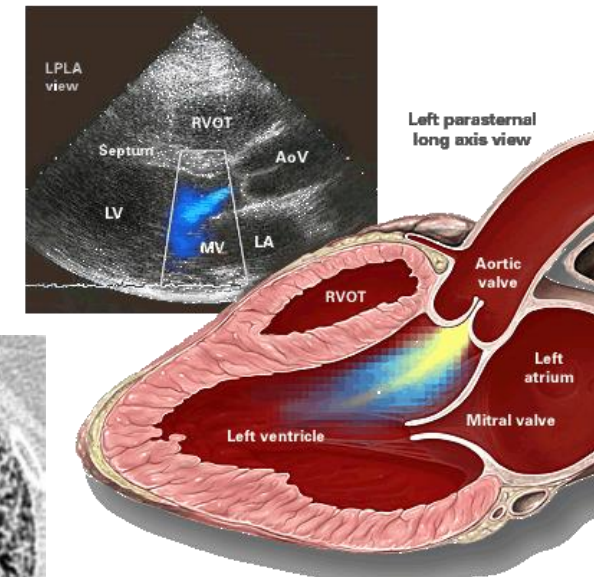 LPLA
view
RVOT
Septum
AoV
LV
MV
LA
Left parasternal
long axis view
Aortic
valve
RVOT
Left
atrium
Mitral valve
Left ventricle